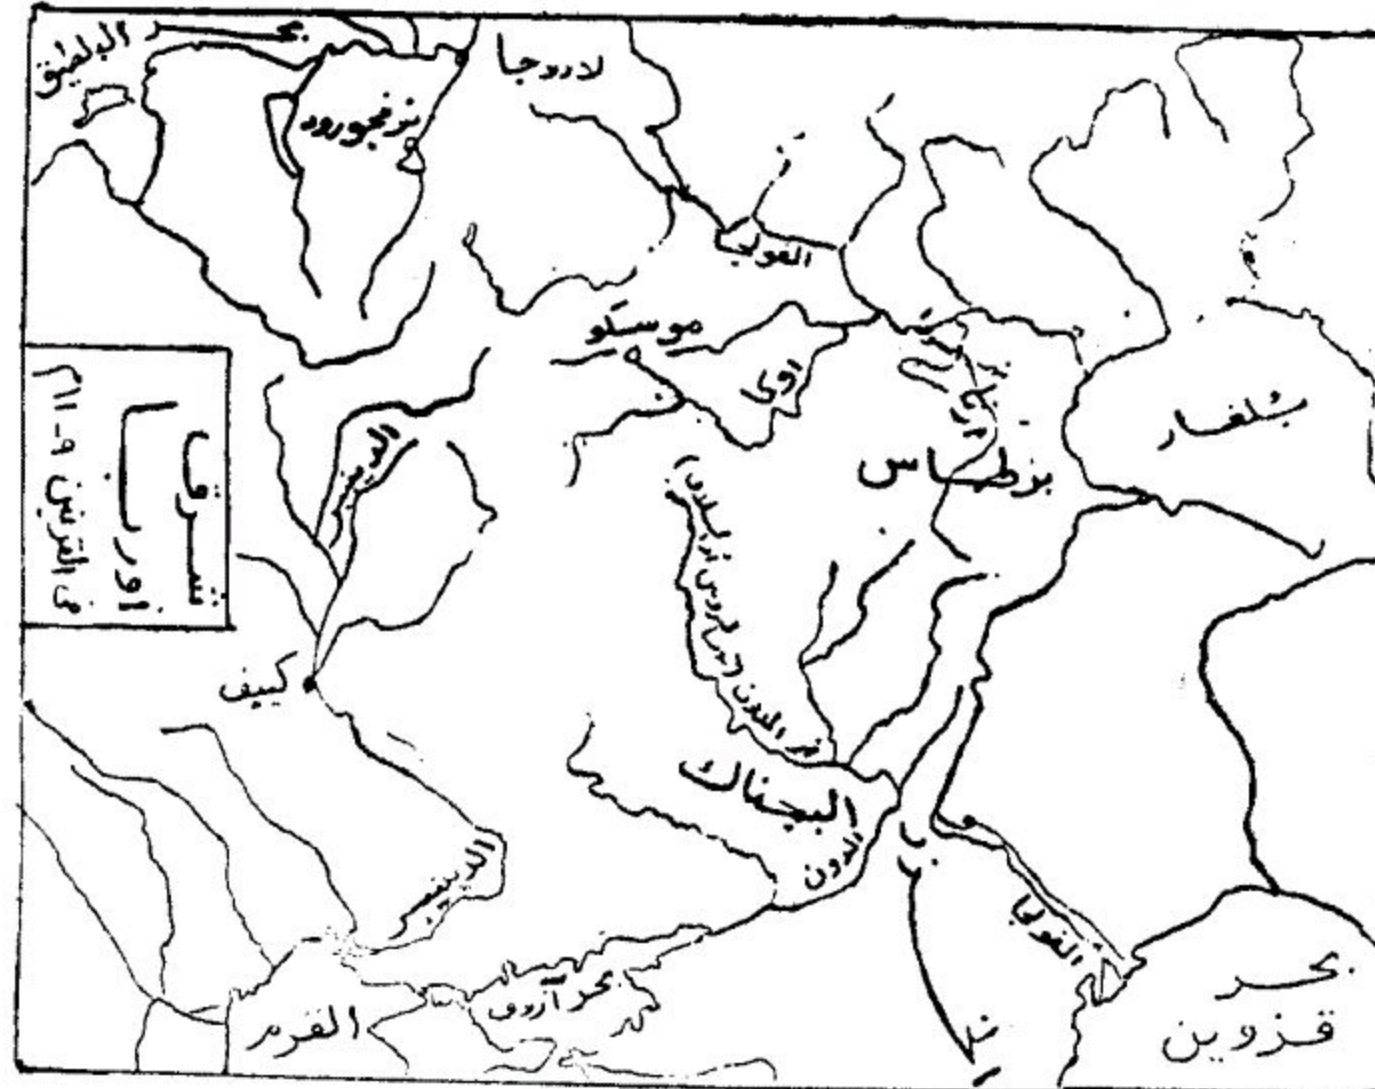 بحر البلطيق
لادوجا
نوفجورود
الفولجا
موسكو
اوكا
بلغار
برطاس
الدنيبر
شرق
اوربا
في القرنين ٩-١١م
كييف
البجناك
الدون
الدنيبر
الفولجا
بحر آزوف
القرم
بحر
قزوين